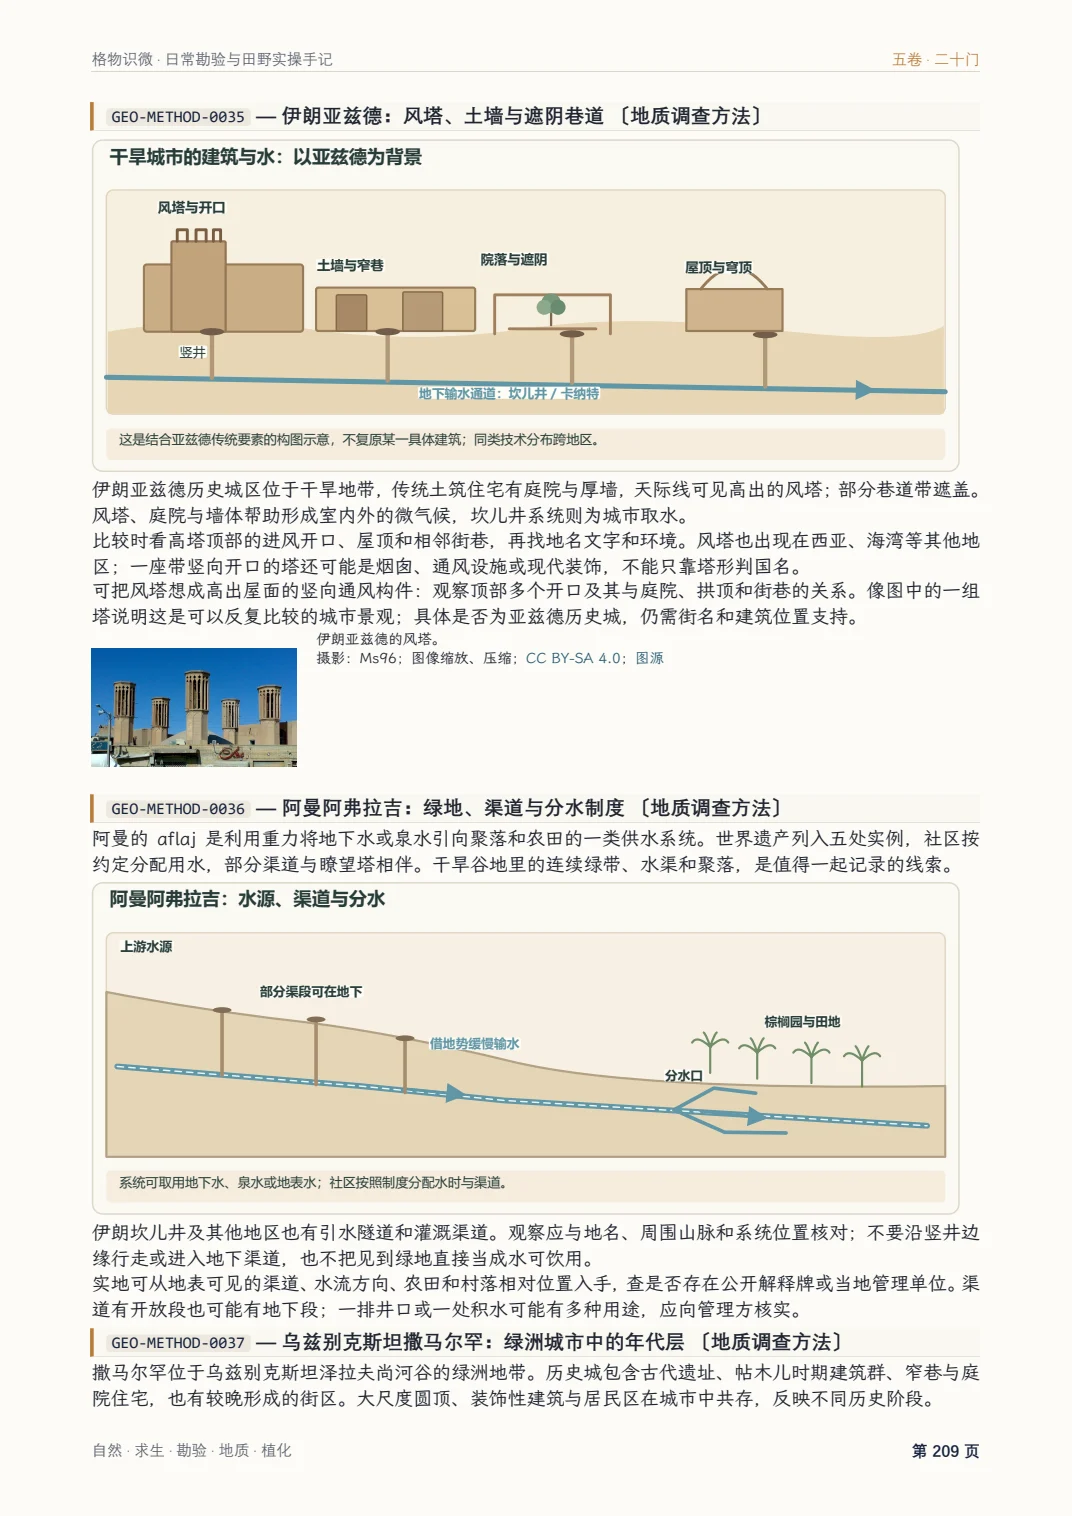 格物识微 · 日常勘验与田野实操手记
五卷 · 二十门
GEO-METHOD-0035 — 伊朗亚兹德：风塔、土墙与遮阴巷道 〔地质调查方法〕
干旱城市的建筑与水：以亚兹德为背景
风塔与开口
土墙与窄巷
院落与遮阴
屋顶与穹顶
竖井
地下输水通道：坎儿井 / 卡纳特
这是结合亚兹德传统要素的构图示意，不复原某一具体建筑；同类技术分布跨地区。
伊朗亚兹德历史城区位于干旱地带，传统土筑住宅有庭院与厚墙，天际线可见高出的风塔；部分巷道带遮盖。
风塔、庭院与墙体帮助形成室内外的微气候，坎儿井系统则为城市取水。
比较时看高塔顶部的进风开口、屋顶和相邻街巷，再找地名文字和环境。风塔也出现在西亚、海湾等其他地
区；一座带竖向开口的塔还可能是烟囱、通风设施或现代装饰，不能只靠塔形判国名。
可把风塔想成高出屋面的竖向通风构件：观察顶部多个开口及其与庭院、拱顶和街巷的关系。像图中的一组
塔说明这是可以反复比较的城市景观；具体是否为亚兹德历史城，仍需街名和建筑位置支持。
伊朗亚兹德的风塔。
摄影：Ms96；图像缩放、压缩；CC BY-SA 4.0；图源
GEO-METHOD-0036 — 阿曼阿弗拉吉：绿地、渠道与分水制度 〔地质调查方法〕
阿曼的 aflaj 是利用重力将地下水或泉水引向聚落和农田的一类供水系统。世界遗产列入五处实例，社区按
约定分配用水，部分渠道与瞭望塔相伴。干旱谷地里的连续绿带、水渠和聚落，是值得一起记录的线索。
阿曼阿弗拉吉：水源、渠道与分水
上游水源
部分渠段可在地下
借地势缓慢输水
棕榈园与田地
分水口
系统可取用地下水、泉水或地表水；社区按照制度分配水时与渠道。
伊朗坎儿井及其他地区也有引水隧道和灌溉渠道。观察应与地名、周围山脉和系统位置核对；不要沿竖井边
缘行走或进入地下渠道，也不把见到绿地直接当成水可饮用。
实地可从地表可见的渠道、水流方向、农田和村落相对位置入手，查是否存在公开解释牌或当地管理单位。渠
道有开放段也可能有地下段；一排井口或一处积水可能有多种用途，应向管理方核实。
GEO-METHOD-0037 — 乌兹别克斯坦撒马尔罕：绿洲城市中的年代层 〔地质调查方法〕
撒马尔罕位于乌兹别克斯坦泽拉夫尚河谷的绿洲地带。历史城包含古代遗址、帖木儿时期建筑群、窄巷与庭
院住宅，也有较晚形成的街区。大尺度圆顶、装饰性建筑与居民区在城市中共存，反映不同历史阶段。
自然 · 求生 · 勘验 · 地质 · 植化
第 209 页